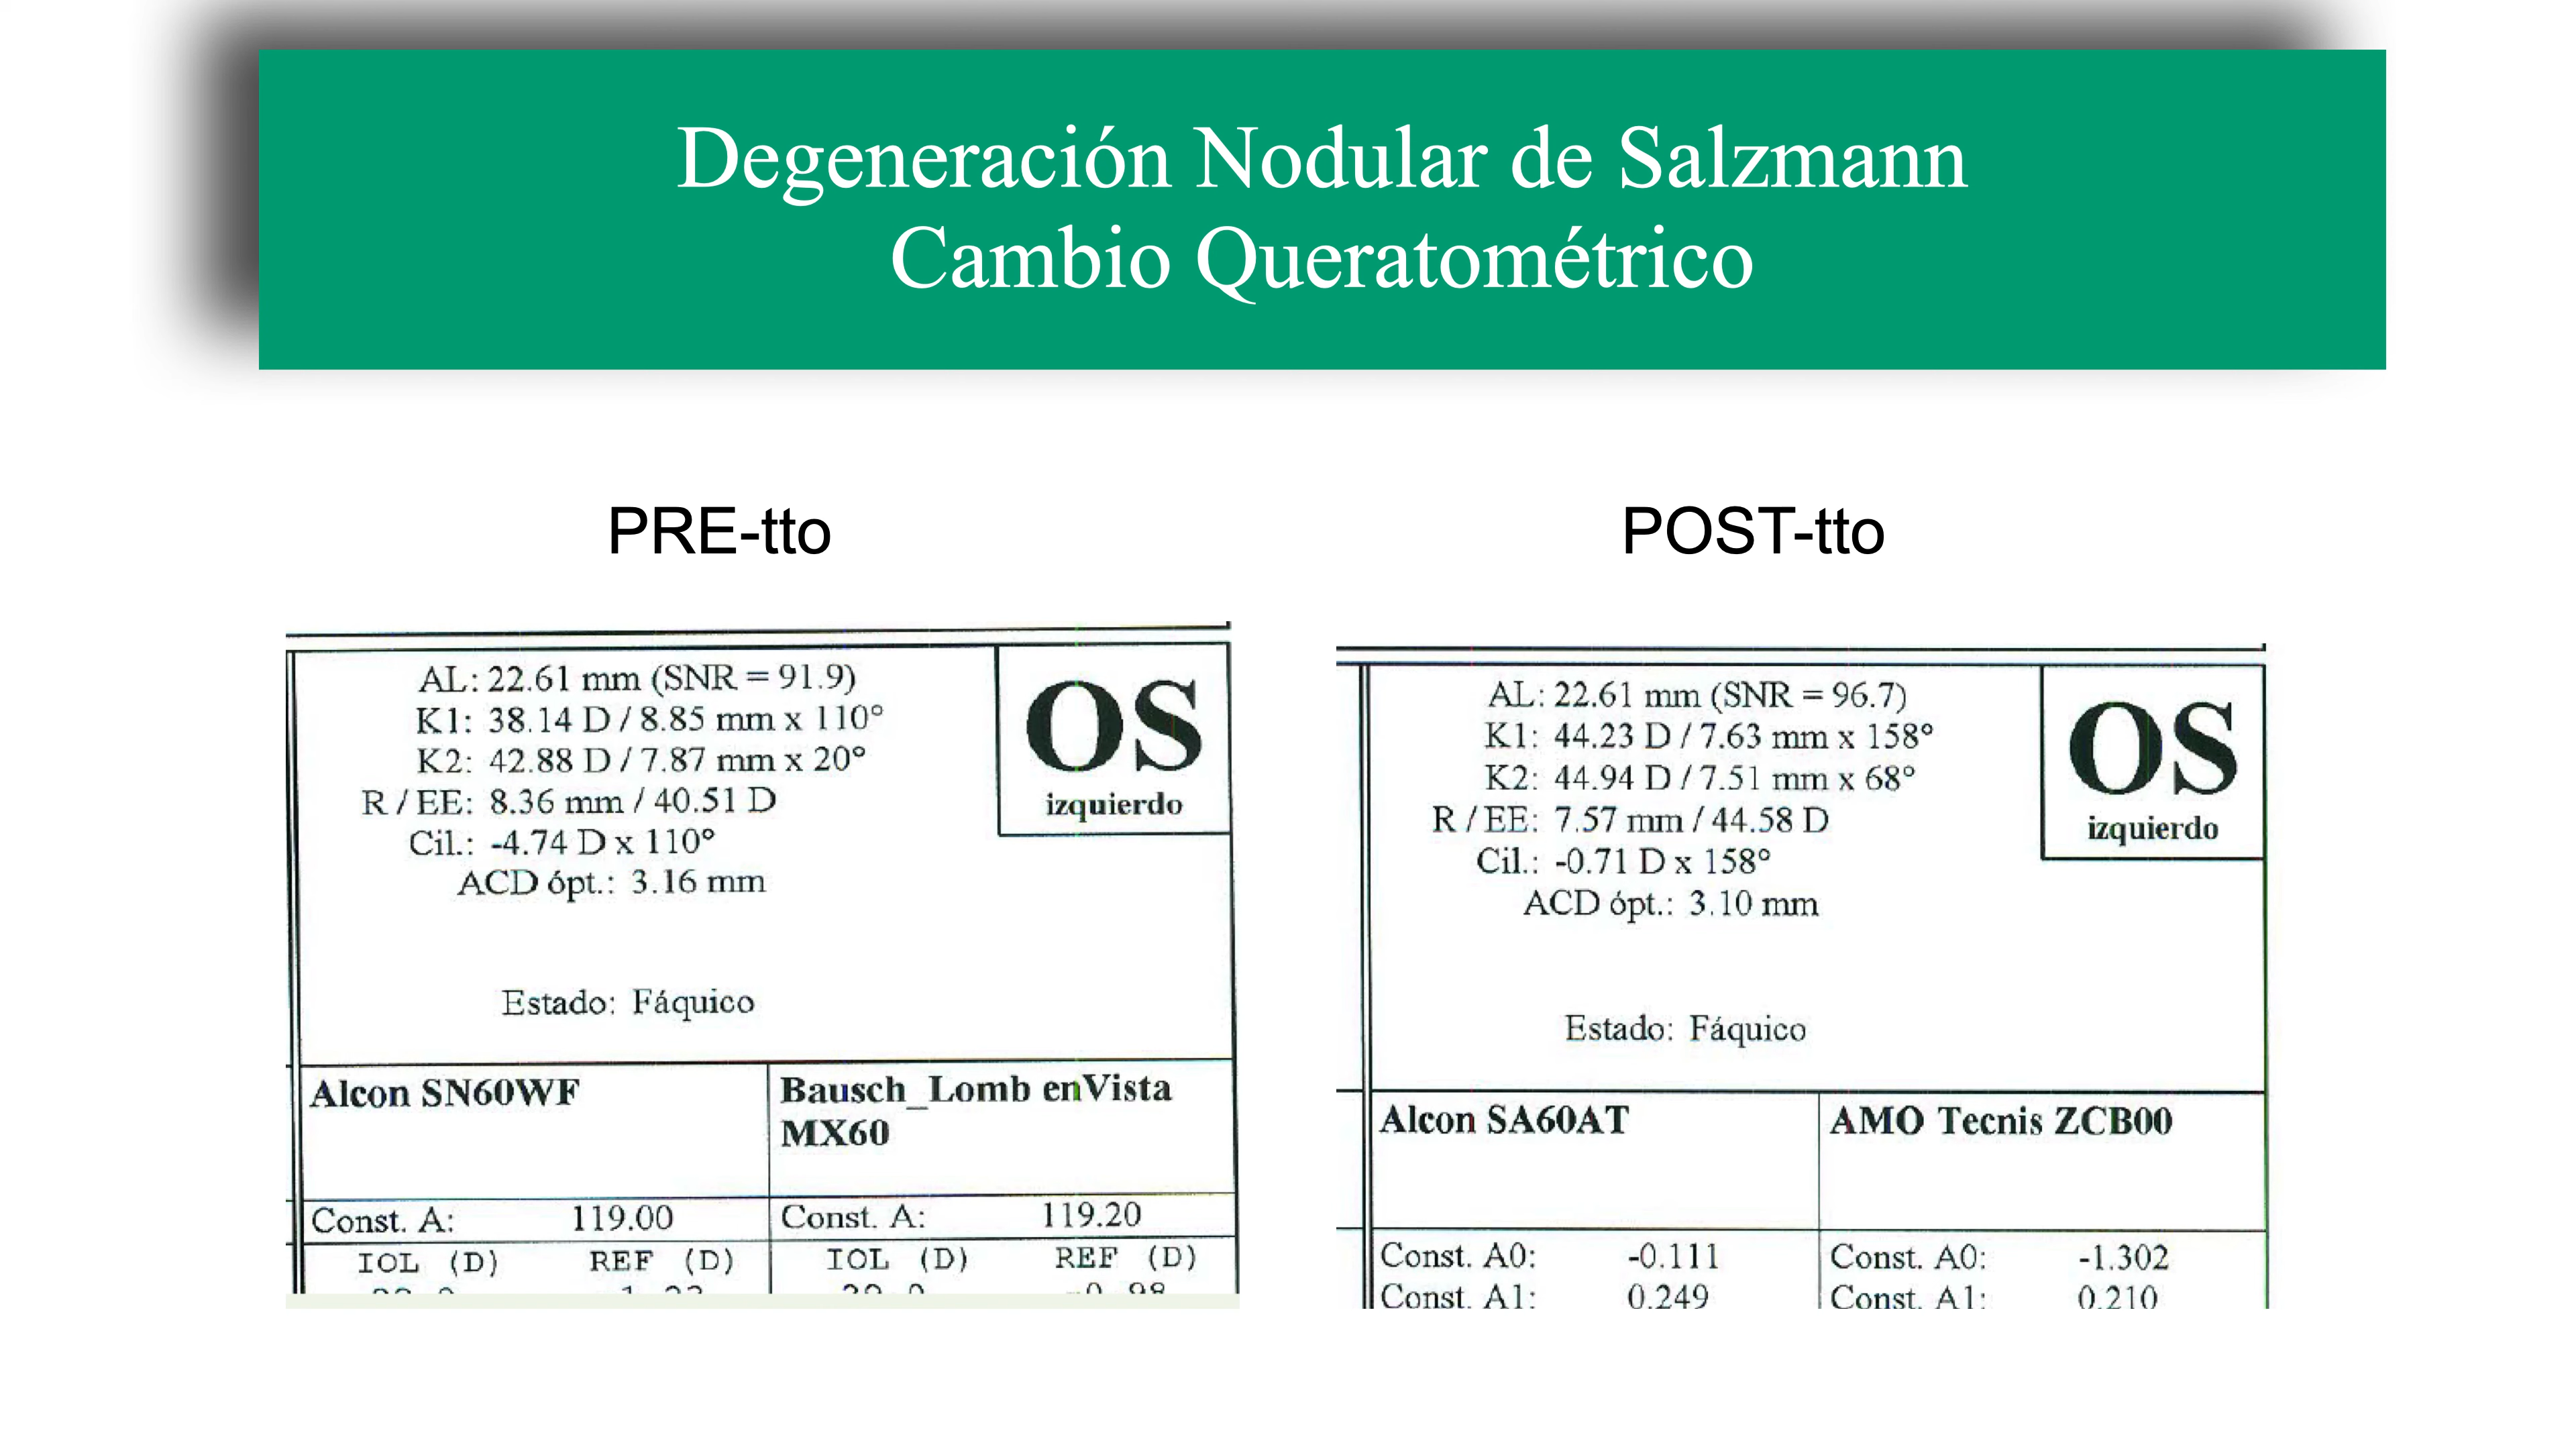 Degeneración Nodular de Salzmann
Cambio Queratométrico
PRE-tto
AL: 22.61 mm (SNR = 91.9)
K1: 38.14 D / 8.85 mm x 110°
K2: 42.88 D / 7.87 mm x 20°
R / EE: 8.36 mm / 40.51 D
Cil.: -4.74 D x 110°
ACD ópt.: 3.16 mm
Estado: Fáquico
OS
izquierdo
Alcon SN60WF
Const. A: 119.00
IOL (D) REF (D)
Bausch_Lomb enVista
MX60
Const. A: 119.20
IOL (D) REF (D)
POST-tto
AL: 22.61 mm (SNR = 96.7)
K1: 44.23 D / 7.63 mm x 158°
K2: 44.94 D / 7.51 mm x 68°
R / EE: 7.57 mm / 44.58 D
Cil.: -0.71 D x 158°
ACD ópt.: 3.10 mm
Estado: Fáquico
OS
izquierdo
Alcon SA60AT
Const. A0: -0.111
Const. A1: 0.249
AMO Tecnis ZCB00
Const. A0: -1.302
Const. A1: 0.210